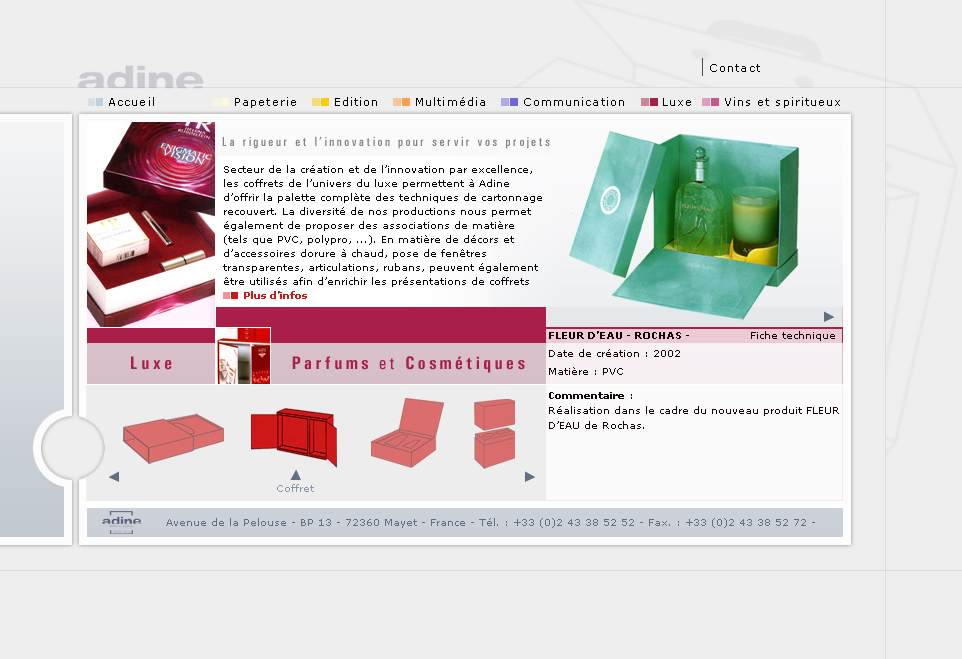 Contact
adine
Accueil Papeterie Edition Multimédia Communication Luxe Vins et spiritueux
ENIGMATIC
VISION
La rigueur et l'innovation pour servir vos projets
Secteur de la création et de l'innovation par excellence,
les coffrets de l'univers du luxe permettent à Adine
d'offrir la palette complète des techniques de cartonnage
recouvert. La diversité de nos productions nous permet
également de proposer des associations de matière
(tels que PVC, polypro, ...). En matière de décors et
d'accessoires dorure à chaud, pose de fenêtres
transparentes, articulations, rubans, peuvent également
être utilisés afin d'enrichir les présentations de coffrets
Plus d'infos
FLEUR D'EAU - ROCHAS - Fiche technique
Date de création : 2002
Matière : PVC
Luxe
Parfums et Cosmétiques
Commentaire :
Réalisation dans le cadre du nouveau produit FLEUR
D'EAU de Rochas.
Coffret
adine
Avenue de la Pelouse - BP 13 - 72360 Mayet - France - Tél. : +33 (0)2 43 38 52 52 - Fax. : +33 (0)2 43 38 52 72 -